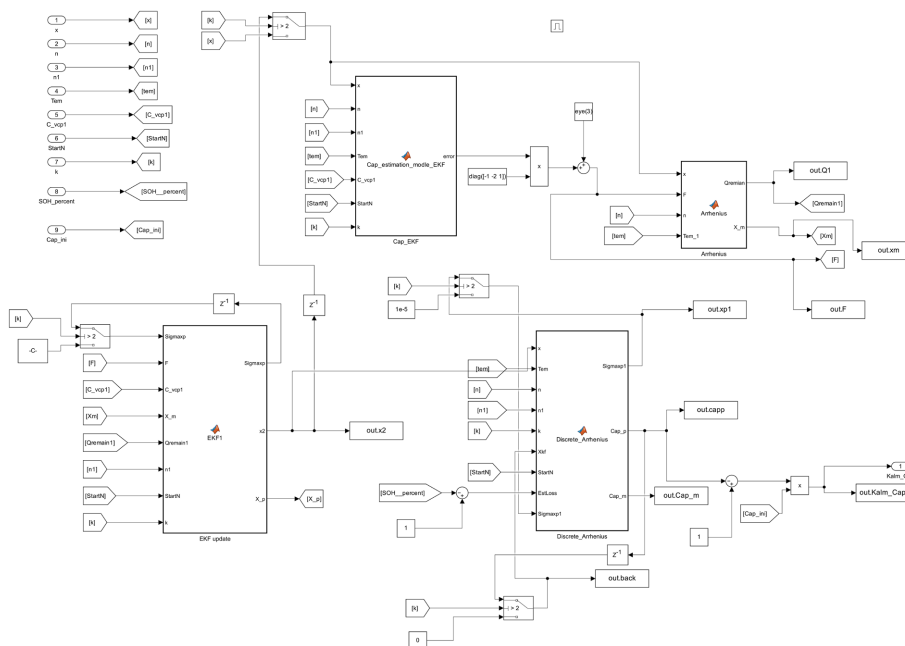 1
x
[x]
2
n
[n]
3
n1
[n1]
4
Tem
[tem]
5
C_vcp1
[C_vcp1]
6
StartN
[StartN]
7
k
[k]
8
SOH_percent
[SOH__percent]
9
Cap_ini
[Cap_ini]
[k]
[x]
> 2
x
[n]
n
[n1]
n1
[tem]
Tem
[C_vcp1]
C_vcp1
[StartN]
StartN
[k]
k
Cap_estimation_modle_EKF
error
Cap_EKF
diag([-1 -2 1])
x
eye(3)
x
F
[n]
n
[tem]
Tem_1
Arrhenius
Qremian
X_m
Arrhenius
out.Q1
[Qremain1]
[Xm]
out.xm
[F]
out.F
Z-1
Z-1
[k]
> 2
-C-
Sigmaxp
[F]
F
[C_vcp1]
C_vcp1
[Xm]
X_m
[Qremain1]
Qremain1
[n1]
n1
[StartN]
StartN
[k]
k
EKF1
Sigmaxp
x2
X_p
EKF update
out.x2
[X_p]
[k]
> 2
1e-5
x
[tem]
Tem
[n]
n
[n1]
n1
[k]
k
Xkf
[StartN]
StartN
[SOH__percent]
EstLoss
1
Sigmaxp1
Discrete_Arrhenius
Sigmaxp1
Cap_p
Cap_m
Discrete_Arrhenius
out.xp1
out.capp
out.Cap_m
Z-1
out.back
[k]
> 2
0
1
[Cap_ini]
x
1
out.Kalm_Cap